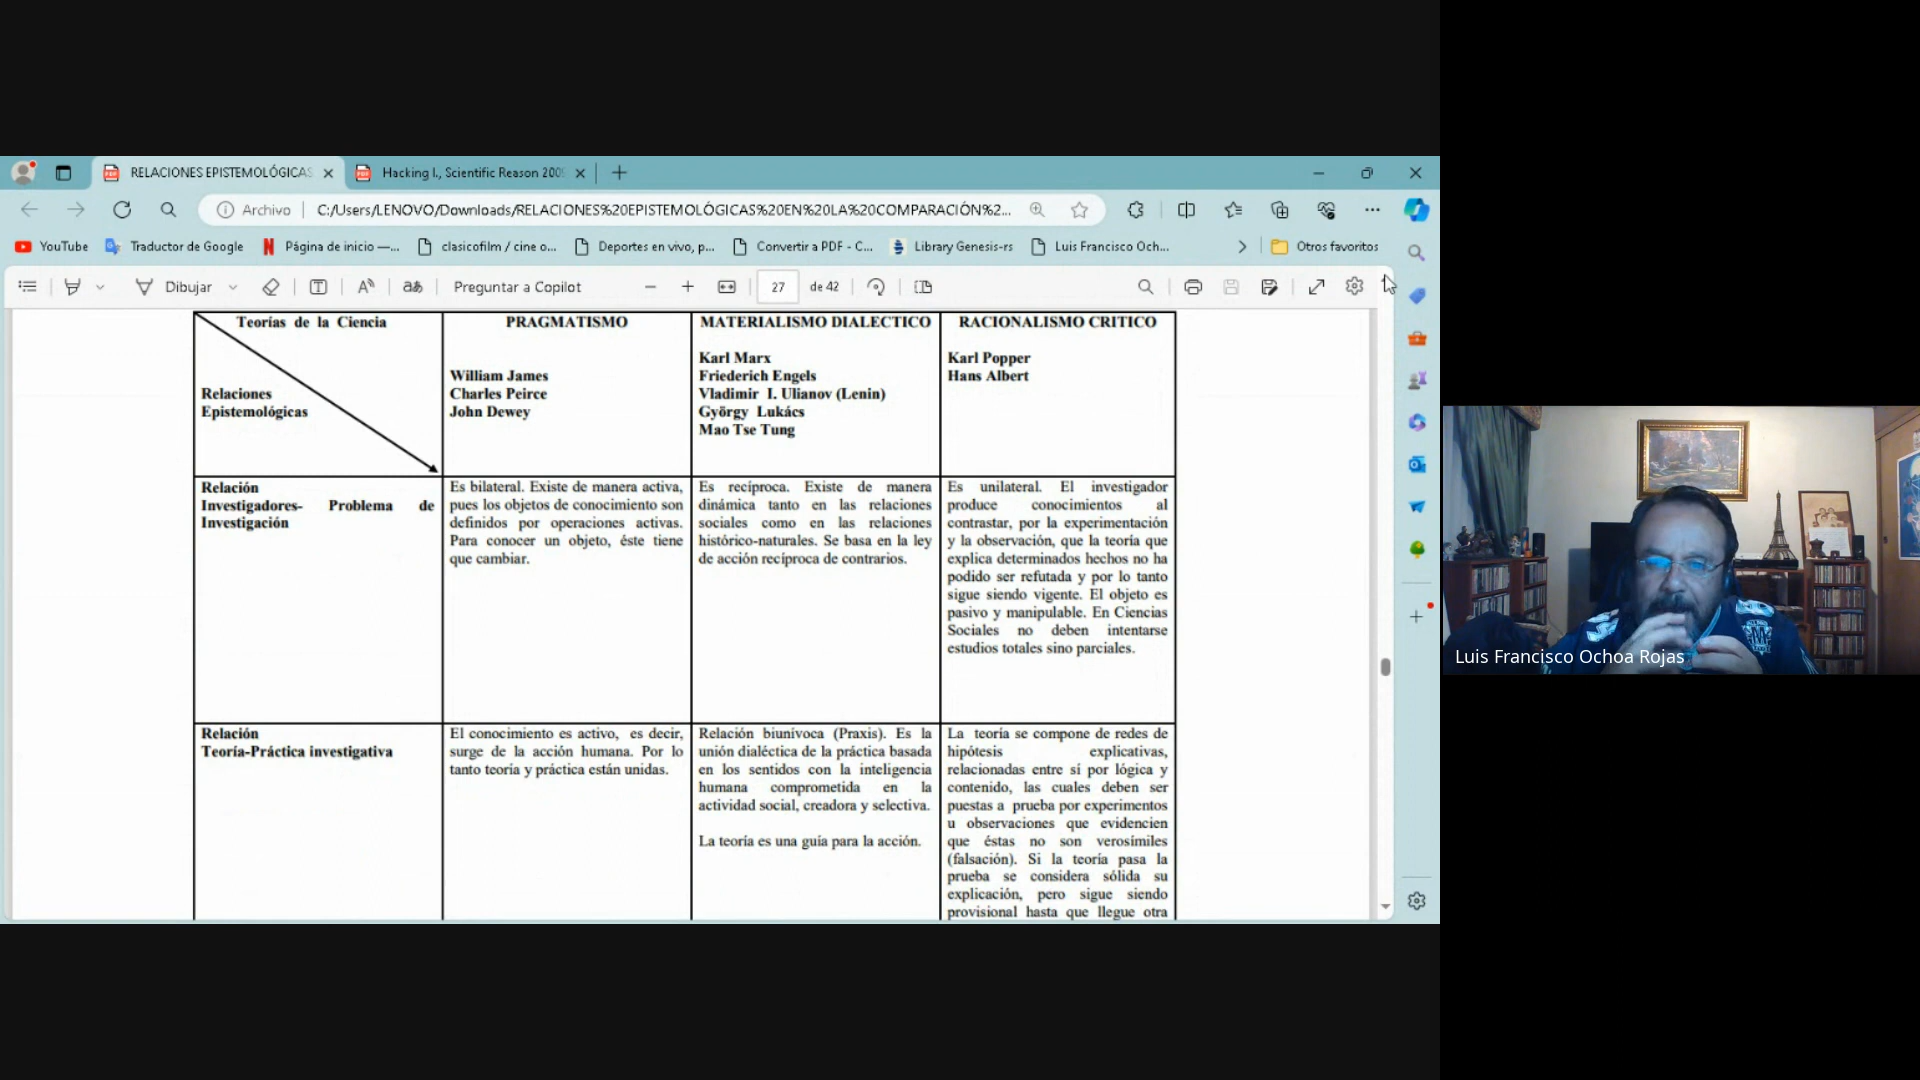 RELACIONES EPISTEMOLÓGICAS
Hacking I., Scientific Reason 2009
Archivo
C:/Users/LENOVO/Downloads/RELACIONES%20EPISTEMOLÓGICAS%20EN%20LA%20COMPARACIÓN%2...
YouTube
Traductor de Google
Página de inicio —...
clasicofilm / cine o...
Deportes en vivo, p...
Convertir a PDF - C...
Library Genesis-rs
Luis Francisco Och...
Otros favoritos
Dibujar
Preguntar a Copilot
27
de 42
Teorías de la Ciencia
Relaciones
Epistemológicas
PRAGMATISMO
William James
Charles Peirce
John Dewey
MATERIALISMO DIALECTICO
Karl Marx
Friederich Engels
Vladimir I. Ulianov (Lenin)
György Lukács
Mao Tse Tung
RACIONALISMO CRITICO
Karl Popper
Hans Albert
Relación
Investigadores- Problema de
Investigación
Es bilateral. Existe de manera activa,
pues los objetos de conocimiento son
definidos por operaciones activas.
Para conocer un objeto, éste tiene
que cambiar.
Es recíproca. Existe de manera
dinámica tanto en las relaciones
sociales como en las relaciones
histórico-naturales. Se basa en la ley
de acción recíproca de contrarios.
Es unilateral. El investigador
produce conocimientos al
contrastar, por la experimentación
y la observación, que la teoría que
explica determinados hechos no ha
podido ser refutada y por lo tanto
sigue siendo vigente. El objeto es
pasivo y manipulable. En Ciencias
Sociales no deben intentarse
estudios totales sino parciales.
Relación
Teoría-Práctica investigativa
El conocimiento es activo, es decir,
surge de la acción humana. Por lo
tanto teoría y práctica están unidas.
Relación biunívoca (Praxis). Es la
unión dialéctica de la práctica basada
en los sentidos con la inteligencia
humana comprometida en la
actividad social, creadora y selectiva.
La teoría es una guía para la acción.
La teoría se compone de redes de
hipótesis explicativas,
relacionadas entre sí por lógica y
contenido, las cuales deben ser
puestas a prueba por experimentos
u observaciones que evidencien
que éstas no son verosímiles
(falsación). Si la teoría pasa la
prueba se considera sólida su
explicación, pero sigue siendo
provisional hasta que llegue otra
Luis Francisco Ochoa Rojas